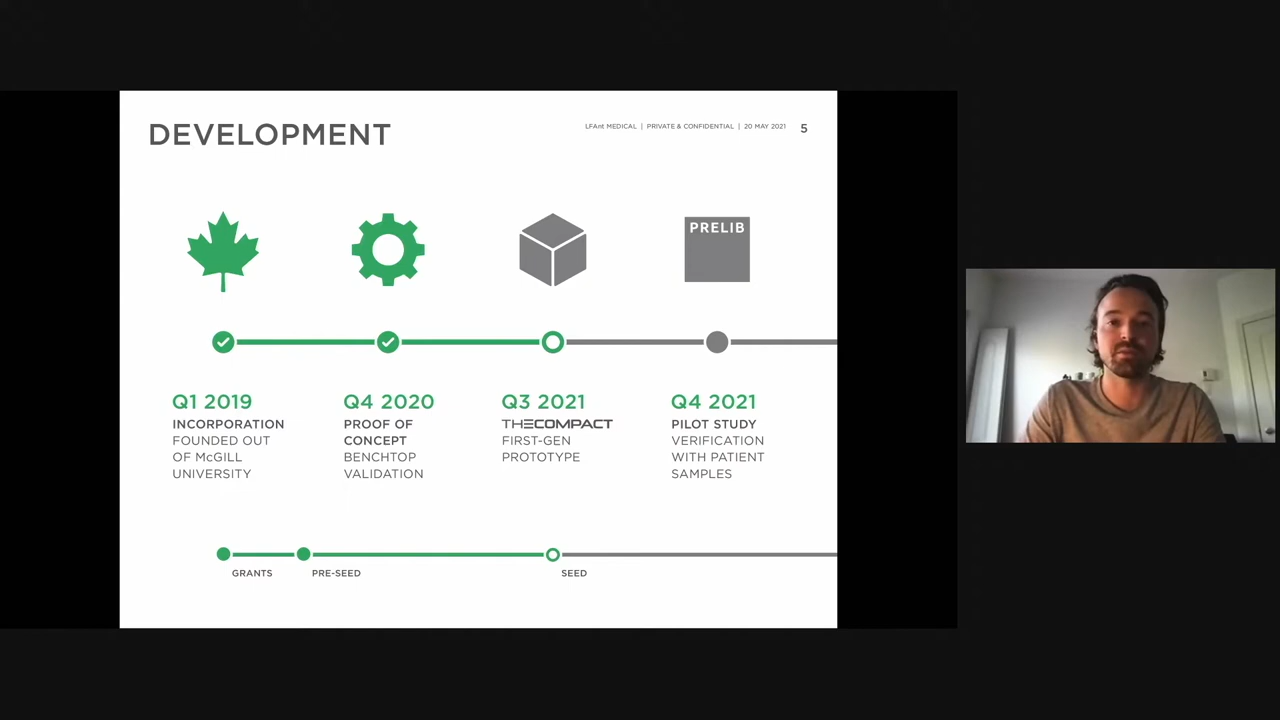 DEVELOPMENT
LFAnt MEDICAL | PRIVATE & CONFIDENTIAL | 20 MAY 2021 5
PRELIB
Q1 2019
INCORPORATION
FOUNDED OUT
OF McGILL
UNIVERSITY
Q4 2020
PROOF OF
CONCEPT
BENCHTOP
VALIDATION
Q3 2021
THECOMPACT
FIRST-GEN
PROTOTYPE
Q4 2021
PILOT STUDY
VERIFICATION
WITH PATIENT
SAMPLES
GRANTS
PRE-SEED
SEED